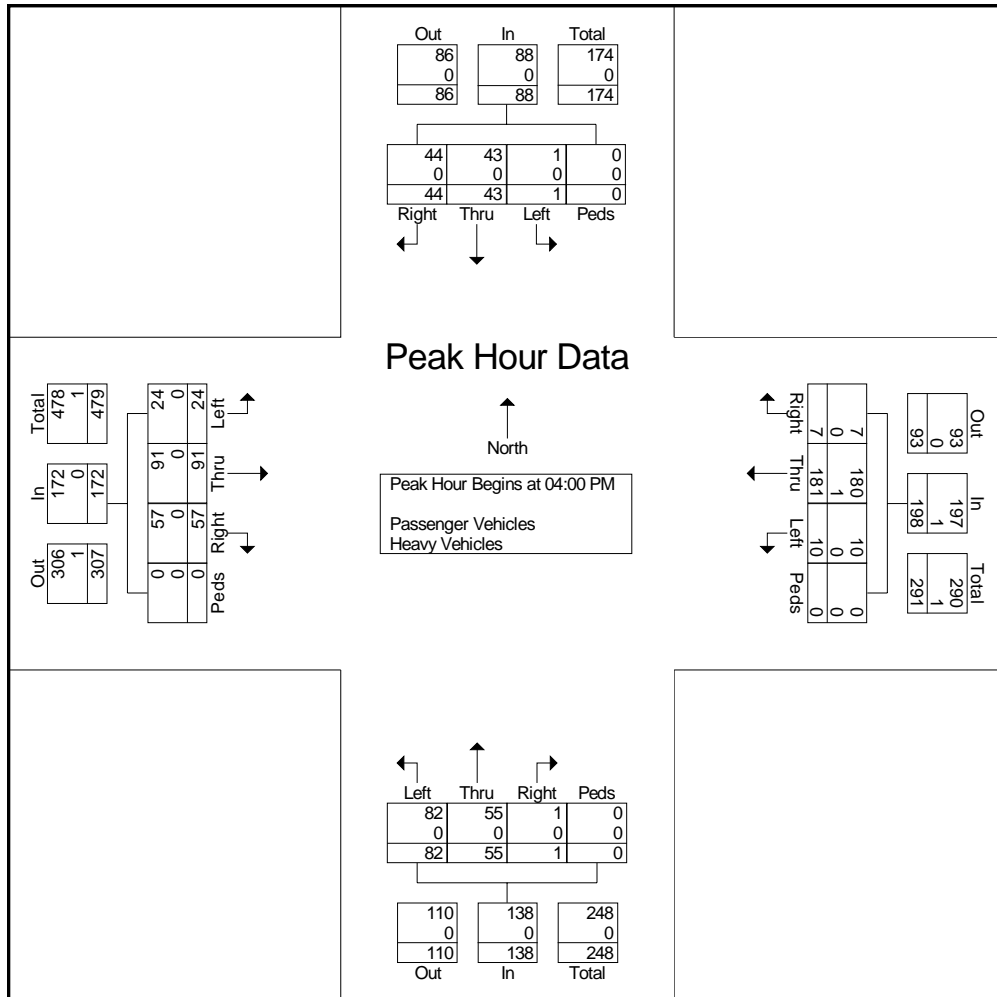 Out In Total
86 88 174
0 0 0
86 88 174
44 43 1 0
0 0 0 0
44 43 1 0
Right Thru Left Peds
Peak Hour Data
North
Peak Hour Begins at 04:00 PM
Passenger Vehicles
Heavy Vehicles
Total In Out
478 172 306
1 0 1
479 172 307
24 91 57 0
0 0 0 0
24 91 57 0
Left Thru Right Peds
Right Thru Left Peds
7 181 10 0
0 1 0 0
7 180 10 0
93 198 291
0 1 1
93 197 290
Out In Total
Left Thru Right Peds
82 55 1 0
0 0 0 0
82 55 1 0
110 138 248
0 0 0
110 138 248
Out In Total